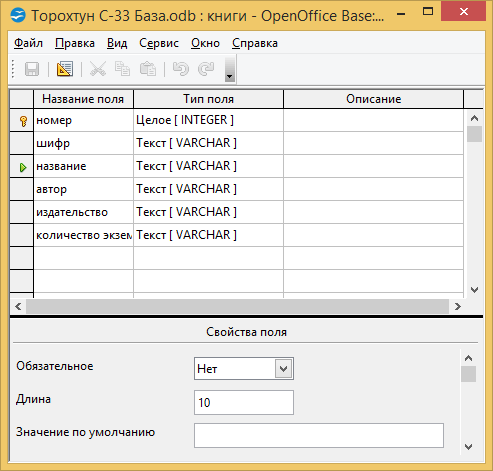 Торохтун С-33 База.odb : книги - OpenOffice Base:...
Файл Правка Вид Сервис Окно Справка
Название поля Тип поля Описание
номер Целое [ INTEGER ]
шифр Текст [ VARCHAR ]
название Текст [ VARCHAR ]
автор Текст [ VARCHAR ]
издательство Текст [ VARCHAR ]
количество экзем Текст [ VARCHAR ]
Свойства поля
Обязательное Нет
Длина 10
Значение по умолчанию